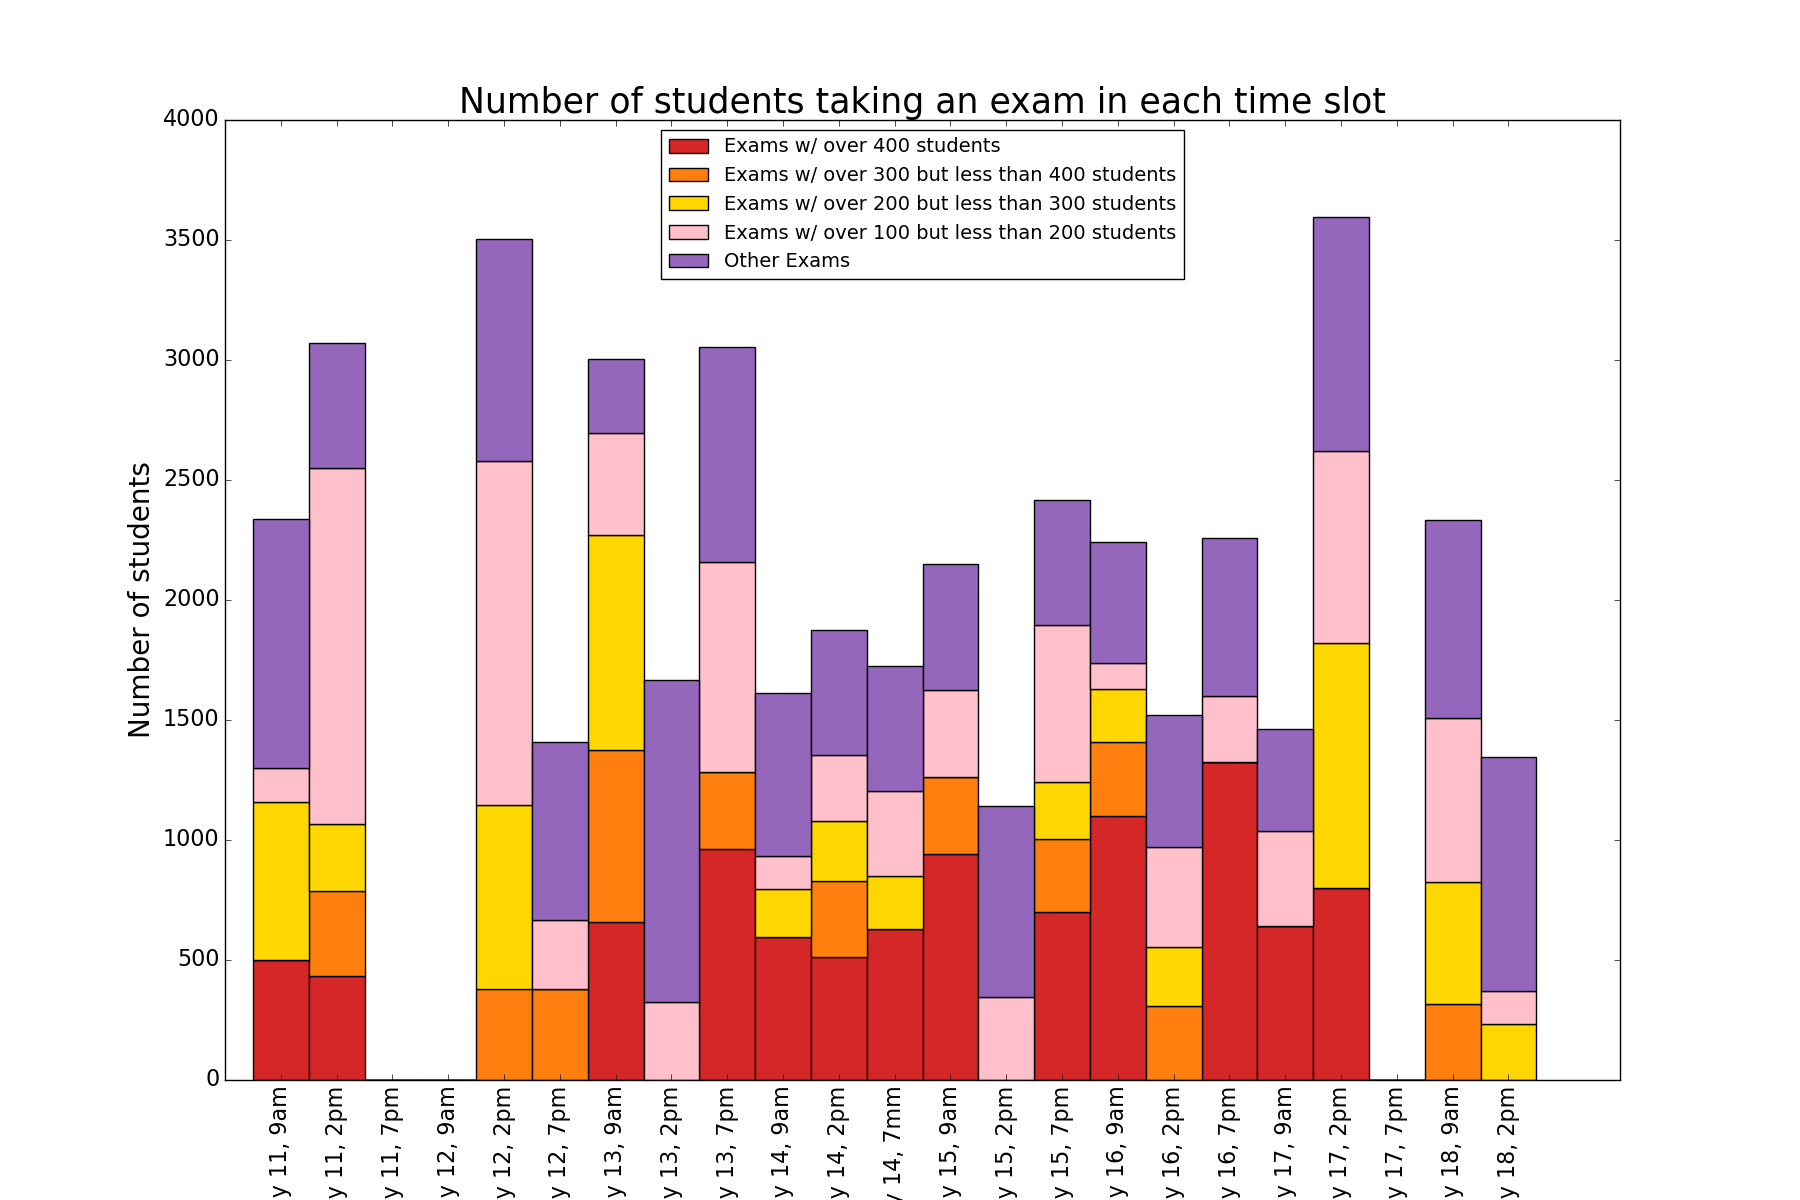 Number of students taking an exam in each time slot
Exams w/ over 400 students
Exams w/ over 300 but less than 400 students
Exams w/ over 200 but less than 300 students
Exams w/ over 100 but less than 200 students
Other Exams
Number of students
4000
3500
3000
2500
2000
1500
1000
500
0
y 11, 9am
y 11, 2pm
y 11, 7pm
y 12, 9am
y 12, 2pm
y 12, 7pm
y 13, 9am
y 13, 2pm
y 13, 7pm
y 14, 9am
y 14, 2pm
y 14, 7mm
y 15, 9am
y 15, 2pm
y 15, 7pm
y 16, 9am
y 16, 2pm
y 16, 7pm
y 17, 9am
y 17, 2pm
y 17, 7pm
y 18, 9am
y 18, 2pm